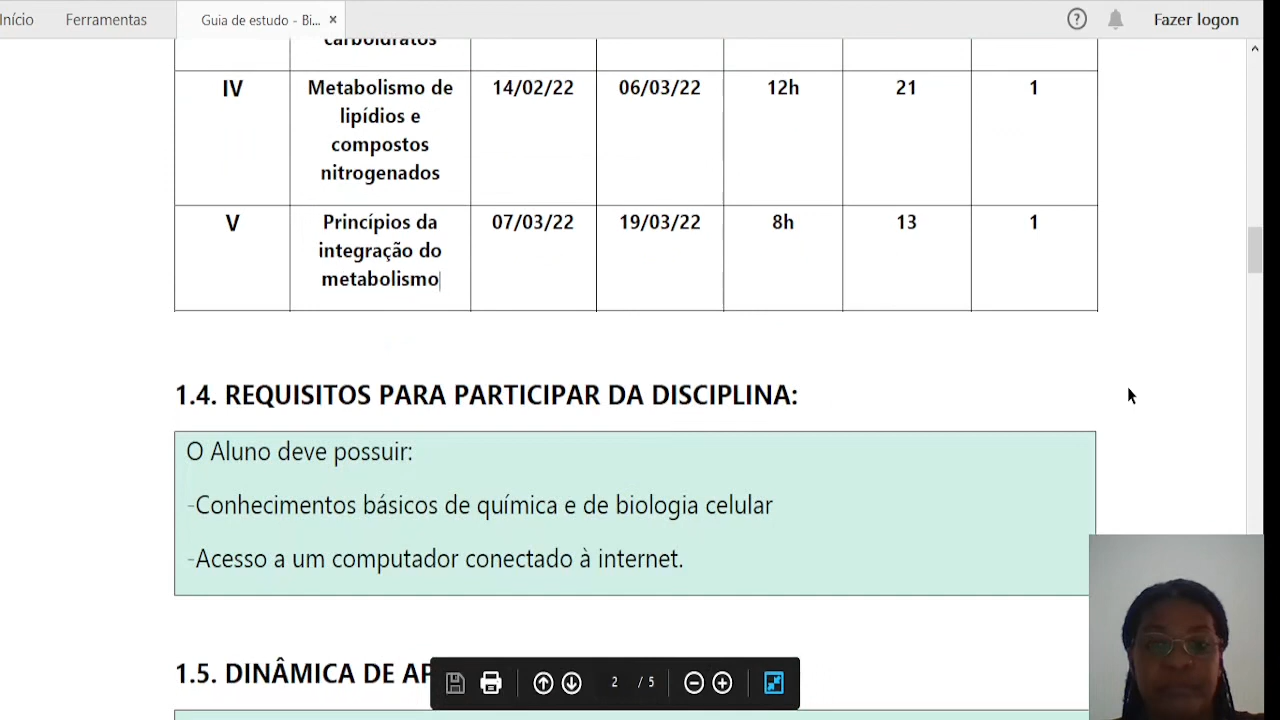 Início Ferramentas Guia de estudo - Bi... × ? Fazer logon
carboidratos
IV Metabolismo de 14/02/22 06/03/22 12h 21 1
lipídios e
compostos
nitrogenados
V Princípios da 07/03/22 19/03/22 8h 13 1
integração do
metabolismo
1.4. REQUISITOS PARA PARTICIPAR DA DISCIPLINA:
O Aluno deve possuir:
-Conhecimentos básicos de química e de biologia celular
-Acesso a um computador conectado à internet.
1.5. DINÂMICA DE
2 / 5